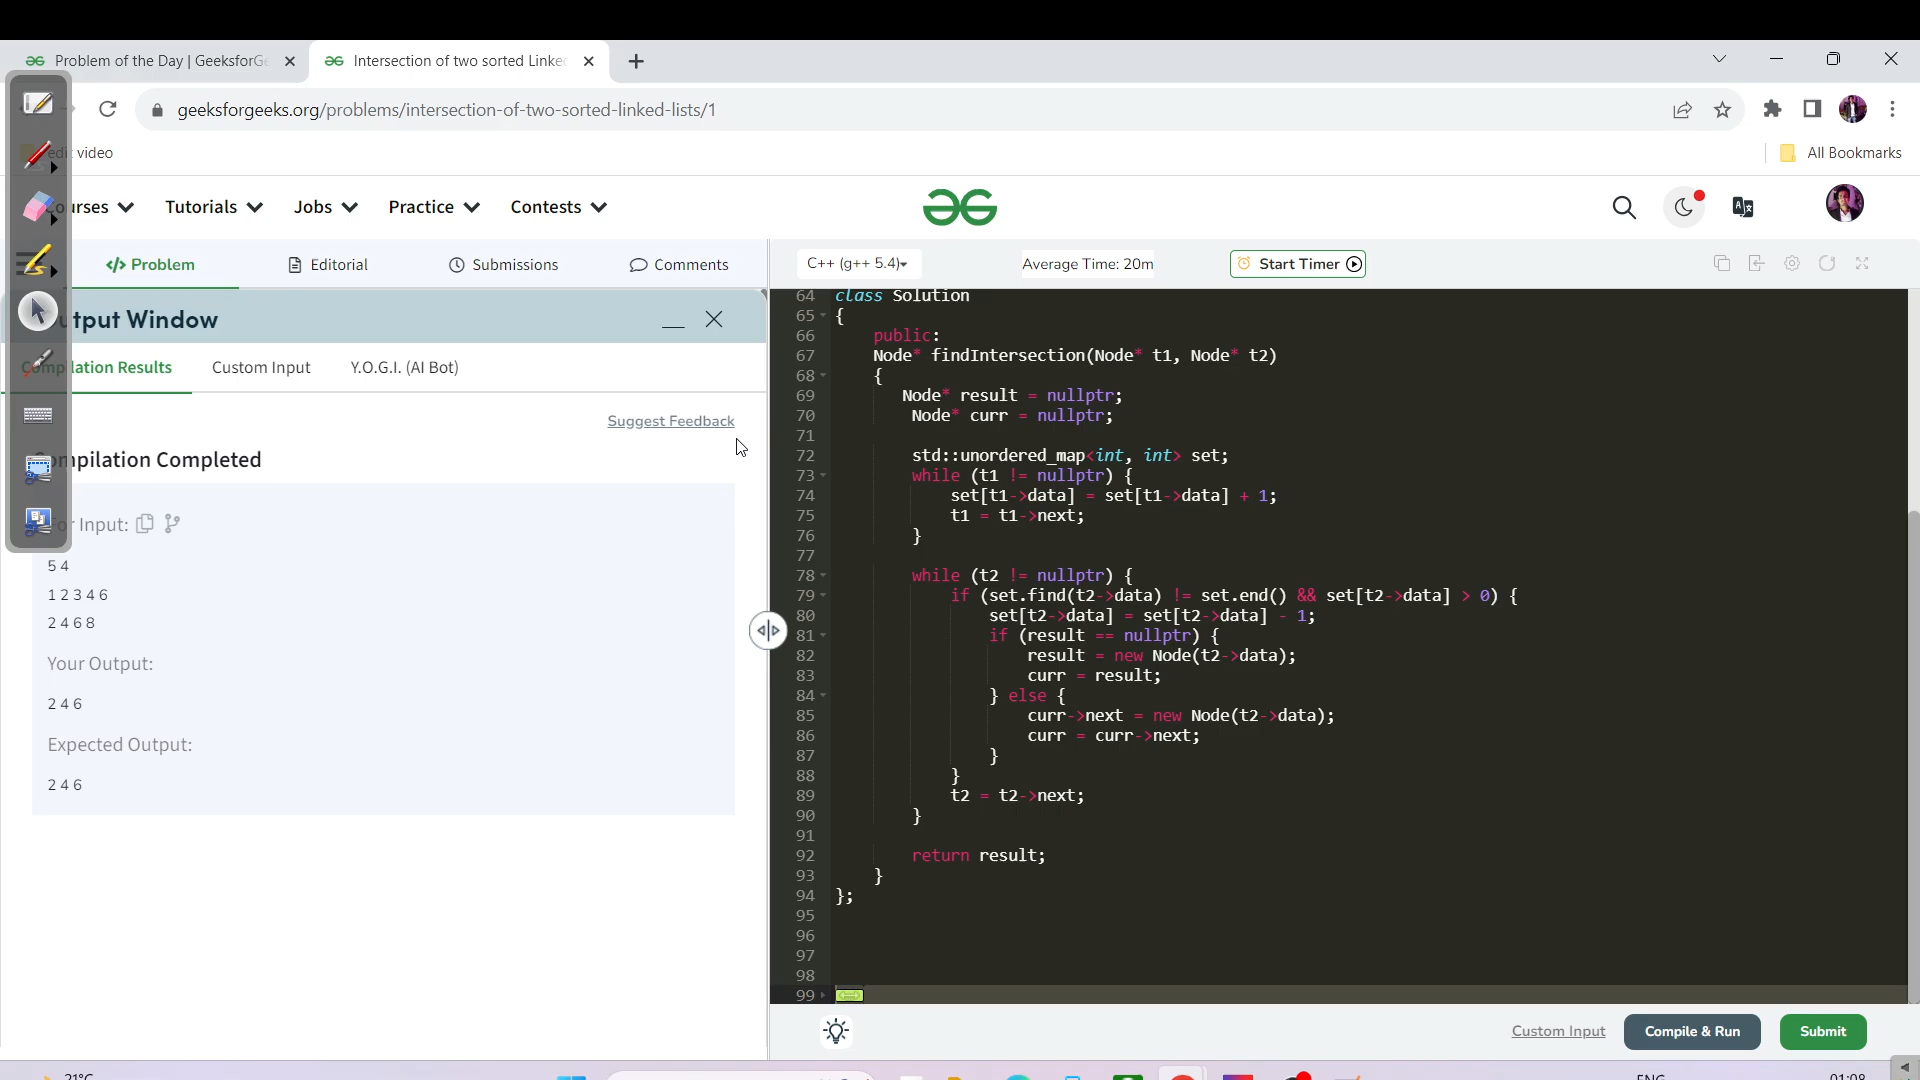 Problem of the Day | GeeksforGe
Intersection of two sorted Linke
geeksforgeeks.org/problems/intersection-of-two-sorted-linked-lists/1
video
All Bookmarks
urses
Tutorials
Jobs
Practice
Contests
Problem
Editorial
Submissions
Comments
C++ (g++ 5.4)
Average Time: 20m
Start Timer
utput Window
Compilation Results
Custom Input
Y.O.G.I. (AI Bot)
Suggest Feedback
mpilation Completed
or Input:
5 4
1 2 3 4 6
2 4 6 8
Your Output:
2 4 6
Expected Output:
2 4 6
64 class Solution
65 {
66 public:
67 Node* findIntersection(Node* t1, Node* t2)
68 {
69 Node* result = nullptr;
70 Node* curr = nullptr;
71
72 std::unordered_map<int, int> set;
73 while (t1 != nullptr) {
74 set[t1->data] = set[t1->data] + 1;
75 t1 = t1->next;
76 }
77
78 while (t2 != nullptr) {
79 if (set.find(t2->data) != set.end() && set[t2->data] > 0) {
80 set[t2->data] = set[t2->data] - 1;
81 if (result == nullptr) {
82 result = new Node(t2->data);
83 curr = result;
84 } else {
85 curr->next = new Node(t2->data);
86 curr = curr->next;
87 }
88 }
89 t2 = t2->next;
90 }
91
92 return result;
93 }
94 };
95
96
97
98
99
Custom Input
Compile & Run
Submit
21°C
ENG
01:08